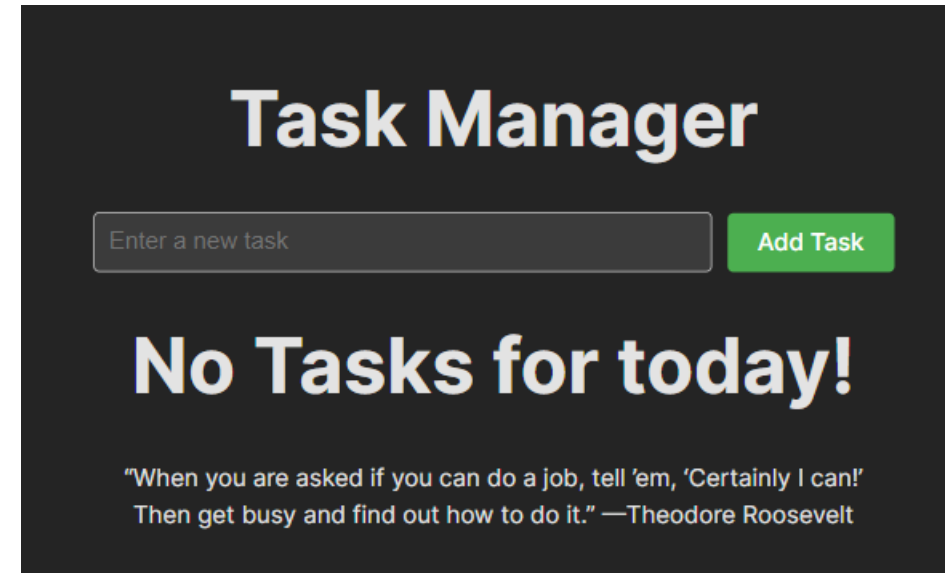 Task Manager
Enter a new task
Add Task
No Tasks for today!
“When you are asked if you can do a job, tell ’em, ‘Certainly I can!’
Then get busy and find out how to do it.” —Theodore Roosevelt